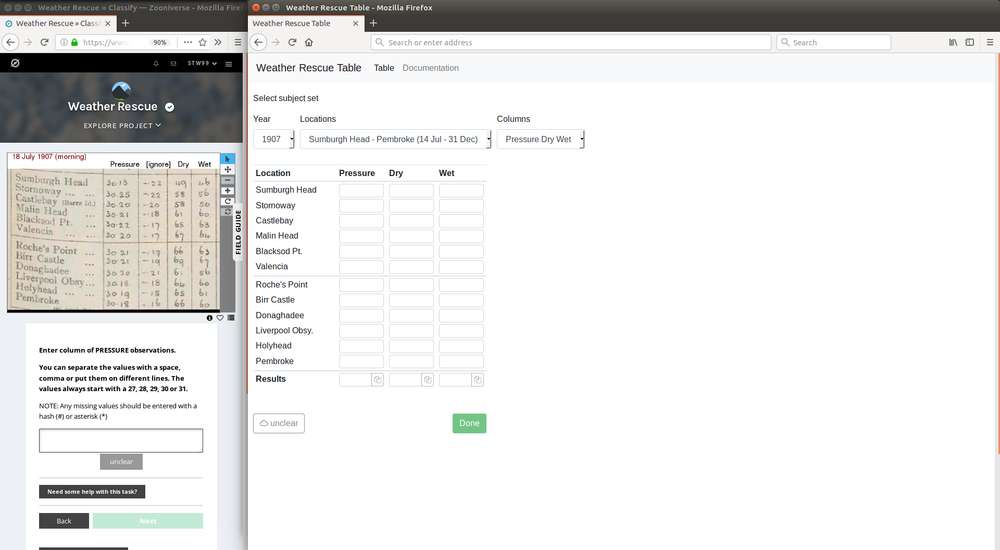 Weather Rescue » Classify — Zooniverse - Mozilla Firef
Weather Rescue » Classi
https://ww
90%
STW99
Weather Rescue
EXPLORE PROJECT
18 July 1907 (morning)
Pressure [ignore] Dry Wet
Sumburgh Head 30.13 -.22 49 46
Stornoway ... ... 30.25 -.22 58 56
Castlebay (Barra Id.) 30.20 -.20 58 50
Malin Head ... 30.21 -.18 61 60
Blacksod Pt. ... 30.22 -.17 65 63
Valencia ... ... 30.20 -.17 67 64
Roche's Point ... 30.21 -.17 66 63
Birr Castle ... 30.21 -.19 69 67
Donaghadee ... 30.20 -.21 56
Liverpool Obsy.... 30.18 -.18 64 60
Holyhead ... ... 30.19 -.15 65 61
Pembroke ... 30.18 -.16 66 64
FIELD GUIDE
Enter column of PRESSURE observations.
You can separate the values with a space,
comma or put them on different lines. The
values always start with a 27, 28, 29, 30 or 31.
NOTE: Any missing values should be entered with a
hash (#) or asterisk (*)
unclear
Need some help with this task?
Back
Next
Weather Rescue Table - Mozilla Firefox
Weather Rescue Table
Search or enter address
Search
Weather Rescue Table Table Documentation
Select subject set
Year Locations Columns
1907 Sumburgh Head - Pembroke (14 Jul - 31 Dec) Pressure Dry Wet
Location Pressure Dry Wet
Sumburgh Head
Stornoway
Castlebay
Malin Head
Blacksod Pt.
Valencia
Roche's Point
Birr Castle
Donaghadee
Liverpool Obsy.
Holyhead
Pembroke
Results
unclear
Done